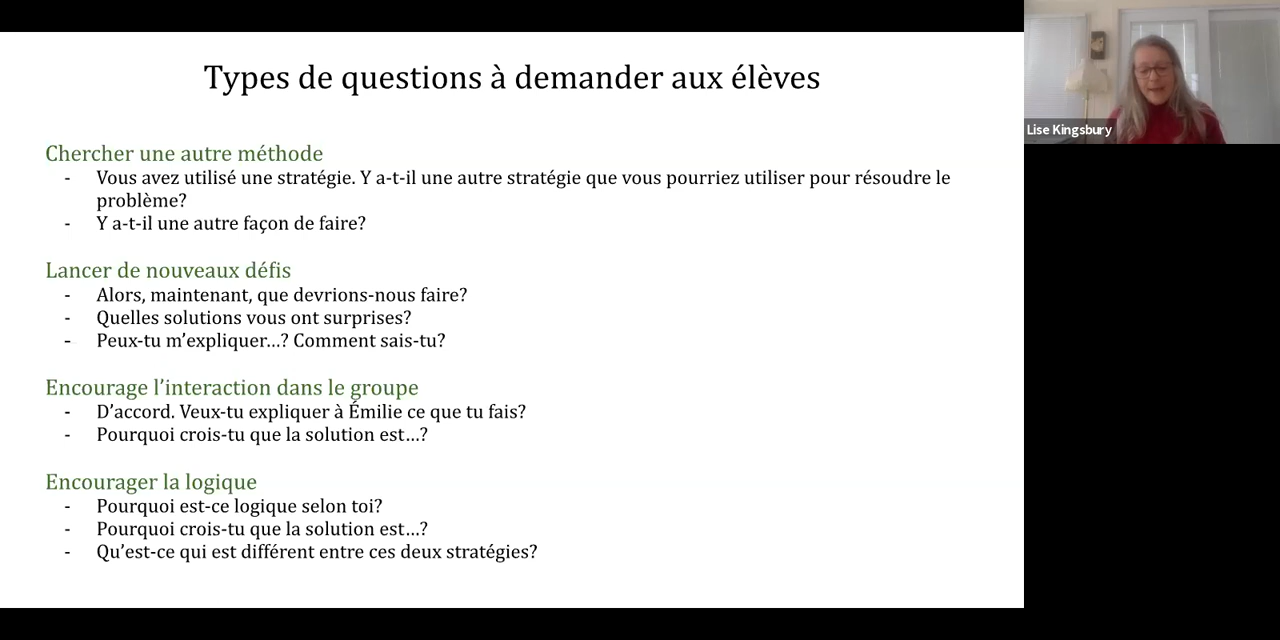 Types de questions à demander aux élèves
Chercher une autre méthode
- Vous avez utilisé une stratégie. Y a-t-il une autre stratégie que vous pourriez utiliser pour résoudre le
problème?
- Y a-t-il une autre façon de faire?
Lancer de nouveaux défis
- Alors, maintenant, que devrions-nous faire?
- Quelles solutions vous ont surprises?
- Peux-tu m’expliquer...? Comment sais-tu?
Encourage l’interaction dans le groupe
- D’accord. Veux-tu expliquer à Émilie ce que tu fais?
- Pourquoi crois-tu que la solution est...?
Encourager la logique
- Pourquoi est-ce logique selon toi?
- Pourquoi crois-tu que la solution est...?
- Qu’est-ce qui est différent entre ces deux stratégies?
Lise Kingsbury